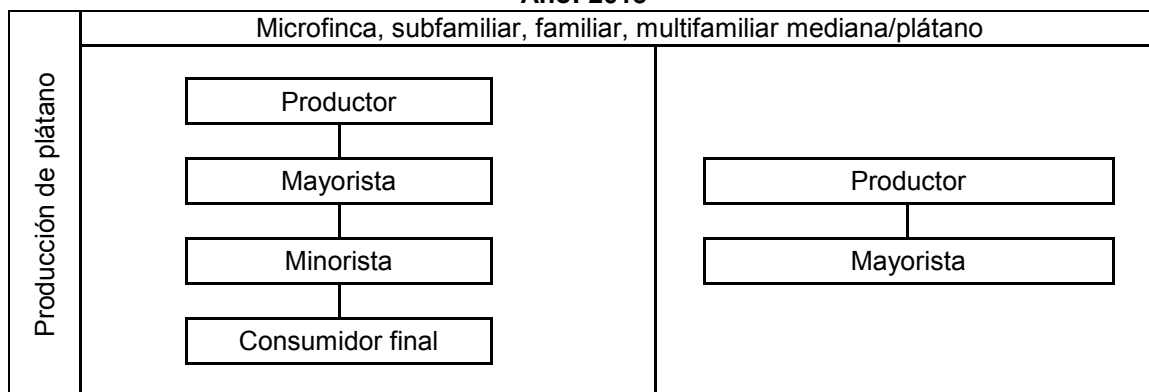 Microfinca, subfamiliar, familiar, multifamiliar mediana/plátano
Producción de plátano
Productor
Mayorista
Minorista
Consumidor final
Productor
Mayorista